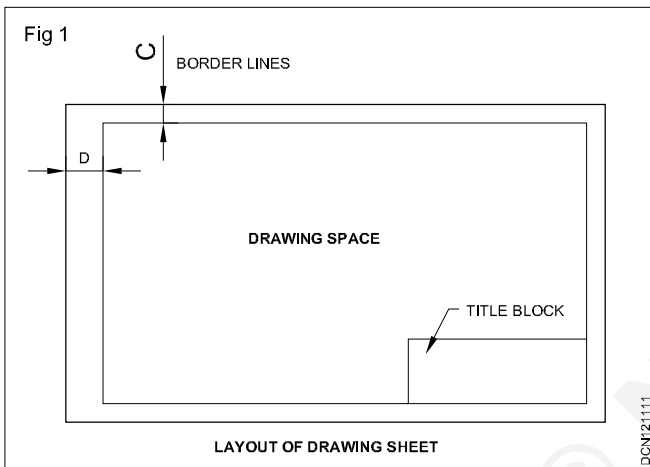 Fig 1
C
BORDER LINES
D
DRAWING SPACE
TITLE BLOCK
LAYOUT OF DRAWING SHEET
DCN121111